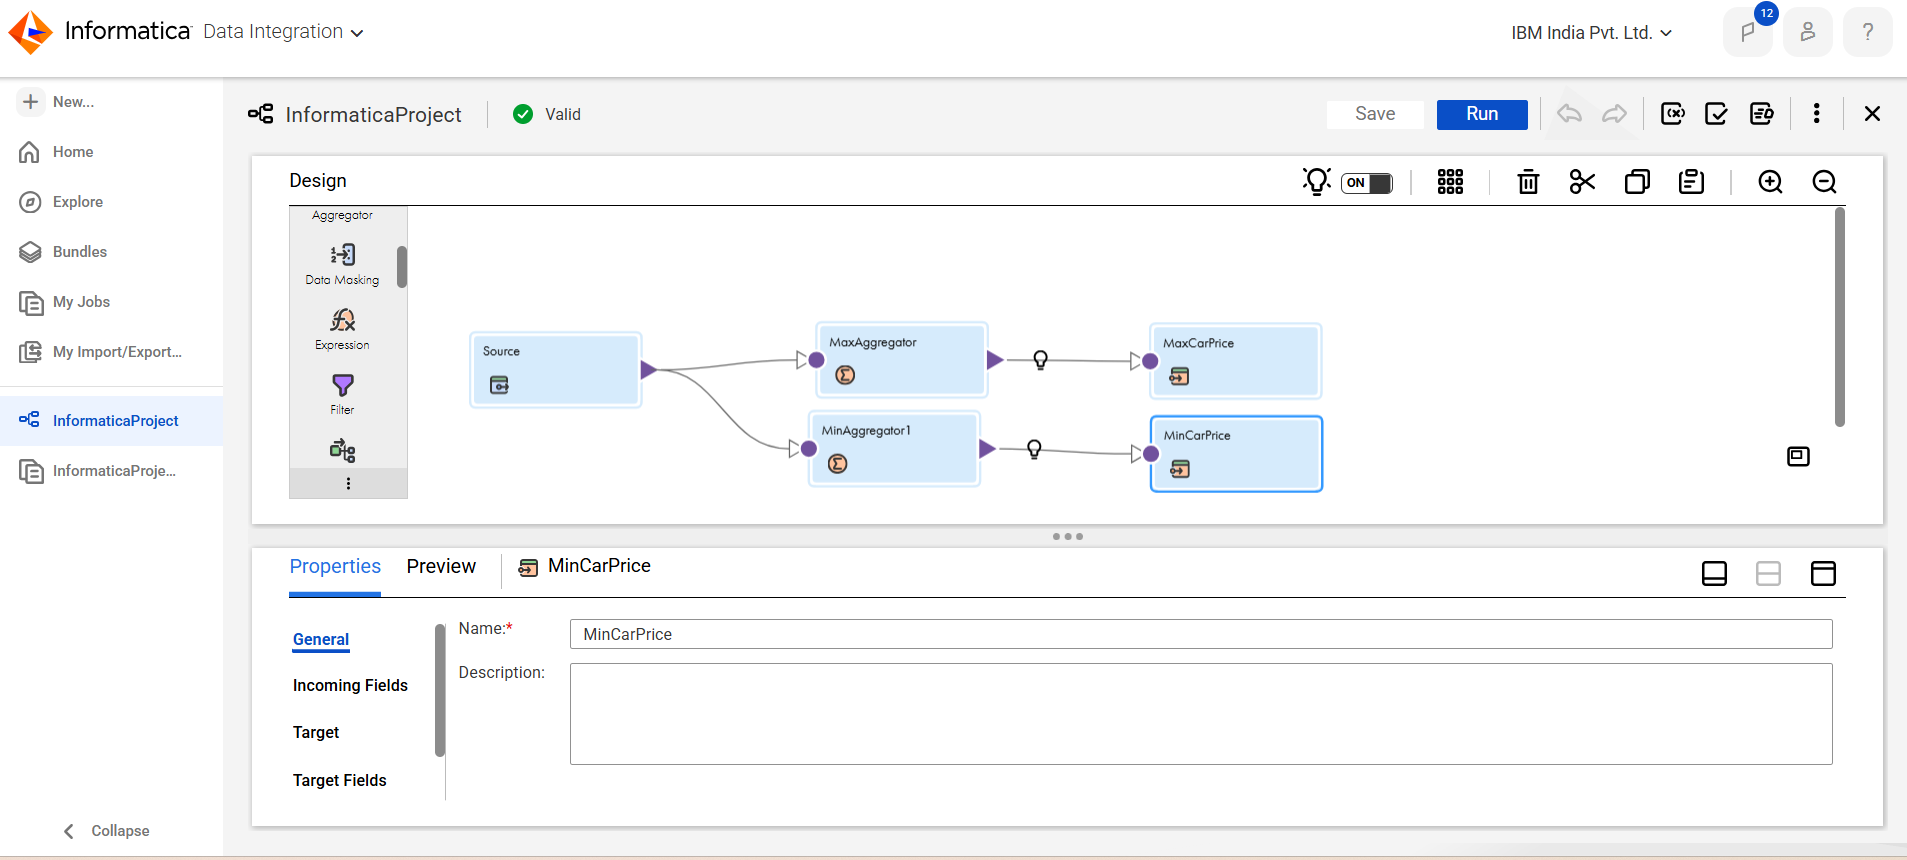 Informatica Data Integration
IBM India Pvt. Ltd.
12
?
New...
Home
Explore
Bundles
My Jobs
My Import/Export...
InformaticaProject
InformaticaProje...
Collapse
InformaticaProject
Valid
Save
Run
Design
ON
Aggregator
Data Masking
Expression
Filter
Source
MaxAggregator
MaxCarPrice
MinAggregator1
MinCarPrice
Properties
Preview
MinCarPrice
General
Incoming Fields
Target
Target Fields
Name:*
MinCarPrice
Description: